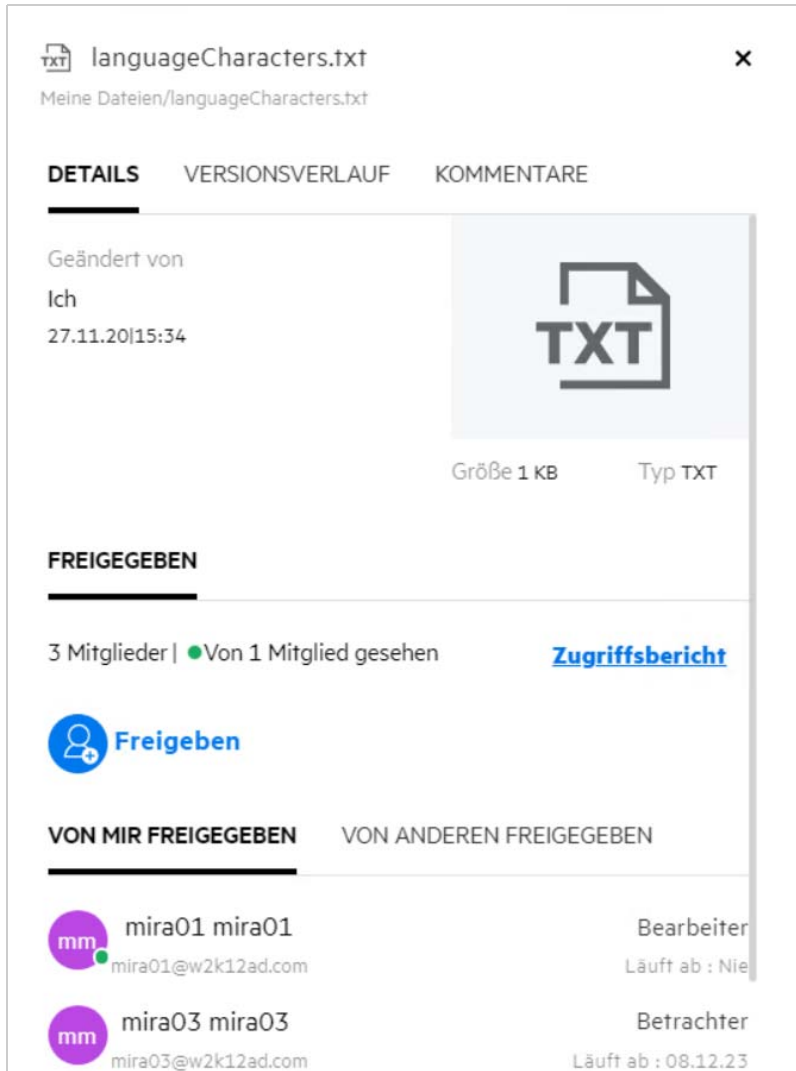 TXT languageCharacters.txt ×
Meine Dateien/languageCharacters.txt
DETAILS VERSIONSVERLAUF KOMMENTARE
Geändert von
Ich
27.11.20|15:34
TXT
Größe 1 KB Typ TXT
FREIGEGEBEN
3 Mitglieder | Von 1 Mitglied gesehen Zugriffsbericht
Freigeben
VON MIR FREIGEGEBEN VON ANDEREN FREIGEGEBEN
mm mira01 mira01 Bearbeiter
mira01@w2k12ad.com Läuft ab : Nie
mm mira03 mira03 Betrachter
mira03@w2k12ad.com Läuft ab : 08.12.23